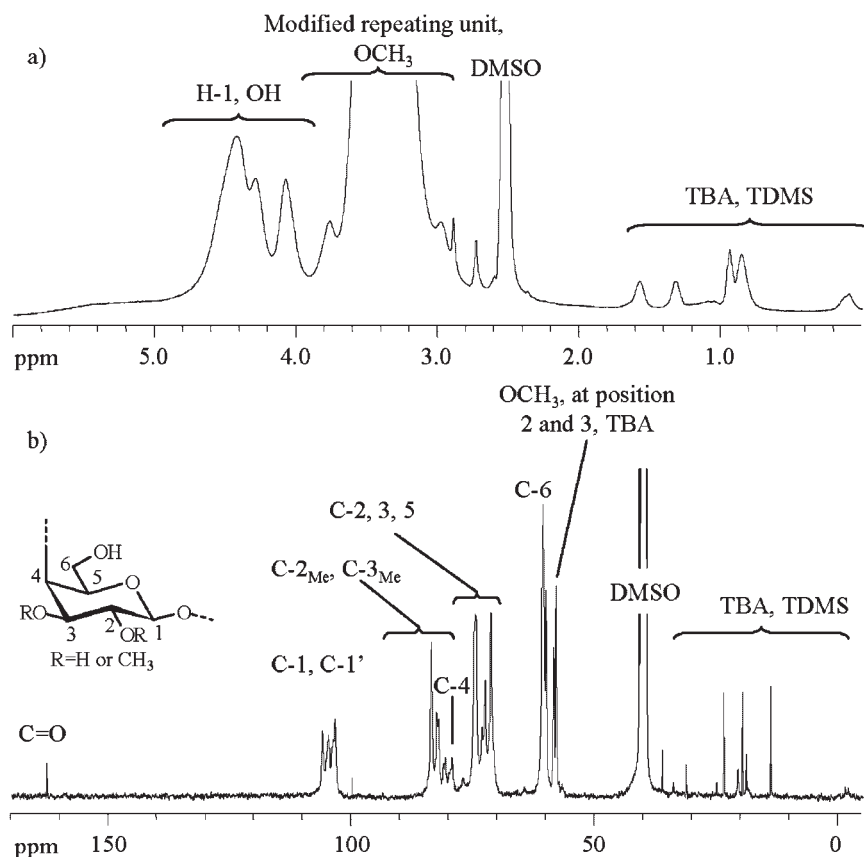 Modified repeating unit,
OCH₃
a)
DMSO
H-1, OH
TBA, TDMS
5.0 4.0 3.0 2.0 1.0
ppm
OCH₃, at position
2 and 3, TBA
b)
C-6
C-2, 3, 5
C-2Me, C-3Me
DMSO
TBA, TDMS
6 OH
4 5 O
RO O
3 2 OR 1
R=H or CH₃
C-1, C-1'
C-4
C=O
ppm 150 100 50 0